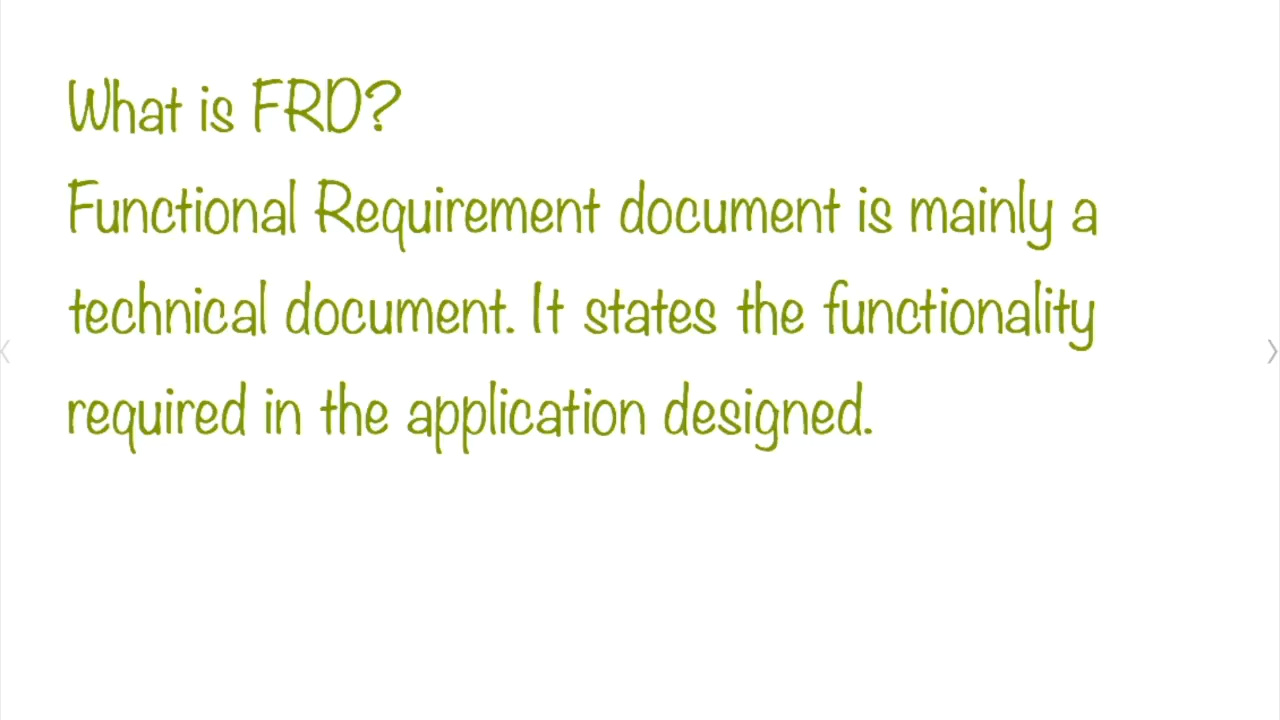 What is FRD?
Functional Requirement document is mainly a
technical document. It states the functionality
required in the application designed.